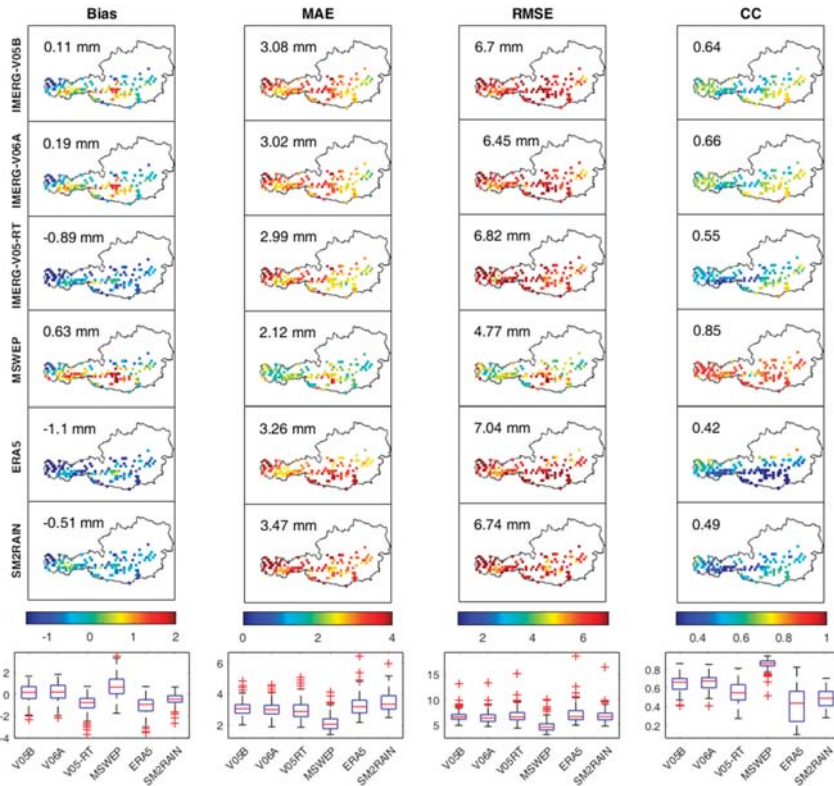 Bias MAE RMSE CC
IMERG-V05B
0.11 mm 3.08 mm 6.7 mm 0.64
IMERG-V06A
0.19 mm 3.02 mm 6.45 mm 0.66
IMERG-V05-RT
-0.89 mm 2.99 mm 6.82 mm 0.55
MSWEP
0.63 mm 2.12 mm 4.77 mm 0.85
ERA5
-1.1 mm 3.26 mm 7.04 mm 0.42
SM2RAIN
-0.51 mm 3.47 mm 6.74 mm 0.49
-1 0 1 2
0 2 4
2 4 6
0.4 0.6 0.8 1
2
0
-2
-4
V05B V06A V05-RT MSWEP ERA5 SM2RAIN
6
4
2
V05B V06A V05RT MSWEP ERA5 SM2RAIN
15
10
5
V05B V06A V05-RT MSWEP ERA5 SM2RAIN
0.8
0.6
0.4
0.2
V05B V06A V05-RT MSWEP ERA5 SM2RAIN